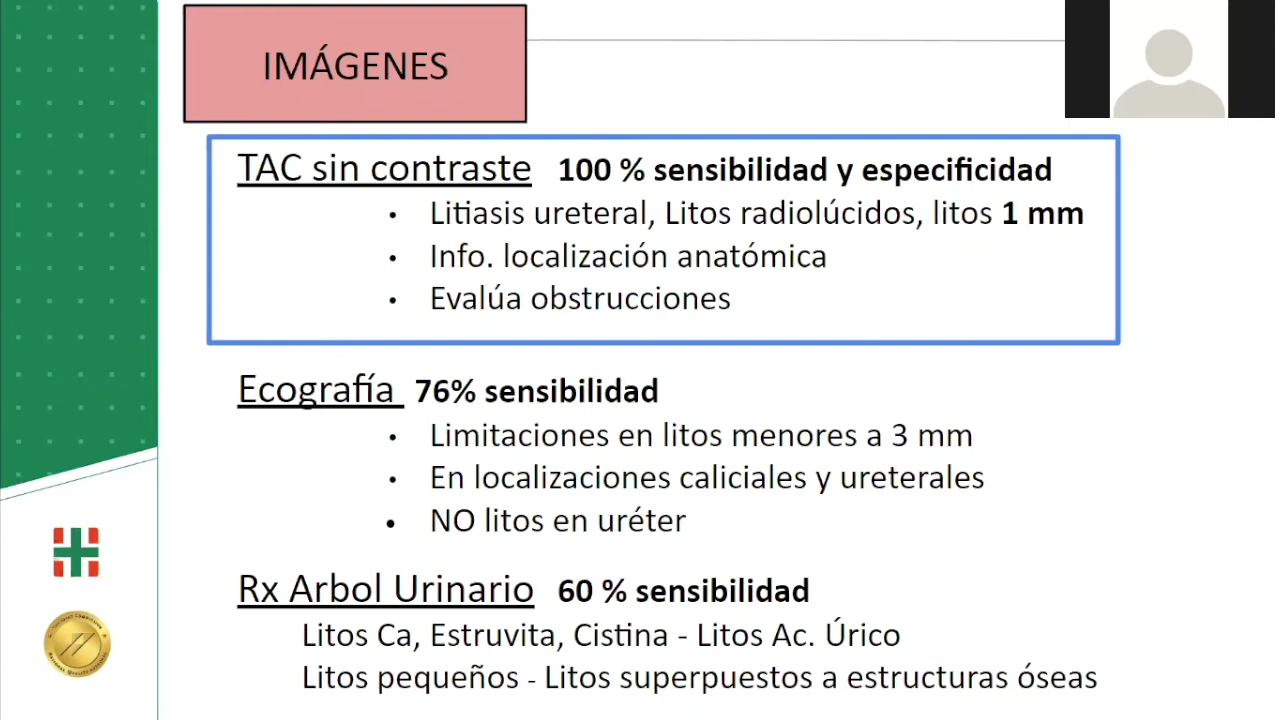 IMÁGENES
TAC sin contraste 100 % sensibilidad y especificidad
• Litiasis ureteral, Litos radiolúcidos, litos 1 mm
• Info. localización anatómica
• Evalúa obstrucciones
Ecografía 76% sensibilidad
• Limitaciones en litos menores a 3 mm
• En localizaciones caliciales y ureterales
• NO litos en uréter
Rx Arbol Urinario 60 % sensibilidad
Litos Ca, Estruvita, Cistina - Litos Ac. Úrico
Litos pequeños - Litos superpuestos a estructuras óseas